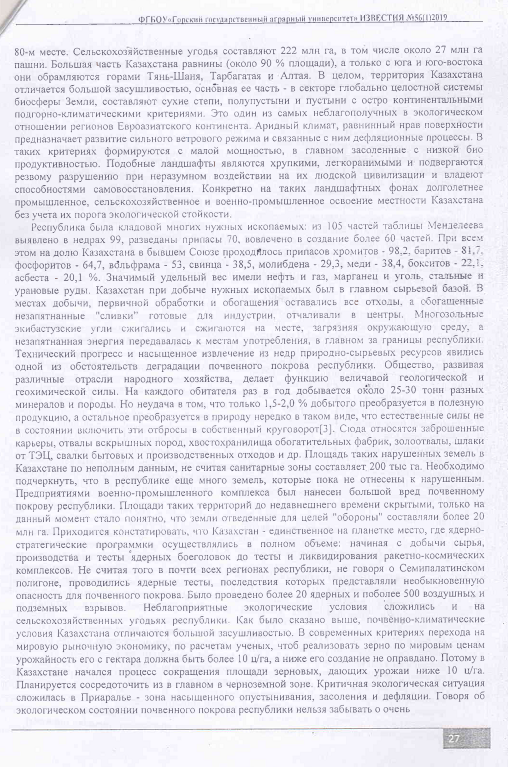 ФГБОУ«Горский государственный аграрный университет» ИЗВЕСТИЯ №56(1)2019
80-м месте. Сельскохозяйственные угодья составляют 222 млн га, в том числе около 27 млн га
пашни. Большая часть Казахстана равнины (около 90 % площади), а только с юга и юго-востока
они обрамляются горами Тянь-Шаня, Тарбагатая и Алтая. В целом, территория Казахстана
отличается большой засушливостью, основная ее часть - в секторе глобально целостной системы
биосферы Земли, составляют сухие степи, полупустыни и пустыни с остро континентальными
подгорно-климатическими критериями. Это один из самых неблагополучных в экологическом
отношении регионов Евроазиатского континента. Аридный климат, равнинный нрав поверхности
предназначает развитие сильного ветрового режима и связанные с ним дефляционные процессы. В
таких критериях формируются с малой мощностью, в главном засоленные с низкой био
продуктивностью. Подобные ландшафты являются хрупкими, легкоранимыми и подвергаются
резвому разрушению при неразумном воздействии на их людской цивилизации и владеют
способностями самовосстановления. Конкретно на таких ландшафтных фонах долголетнее
промышленное, сельскохозяйственное и военно-промышленное освоение местности Казахстана
без учета их порога экологической стойкости.
Республика была кладовой многих нужных ископаемых: из 105 частей таблицы Менделеева
выявлено в недрах 99, разведаны припасы 70, вовлечено в создание более 60 частей. При всем
этом на долю Казахстана в бывшем Союзе проходилось припасов хромитов - 98,2, баритов - 81,7,
фосфоритов - 64,7, вольфрама - 53, свинца - 38,5, молибдена - 29,3, меди - 38,4, бокситов - 22,1,
асбеста - 20,1 %. Значимый удельный вес имели нефть и газ, марганец и уголь, стальные и
урановые руды. Казахстан при добыче нужных ископаемых был в главном сырьевой базой. В
местах добычи, первичной обработки и обогащения оставались все отходы, а обогащенные
незапятнанные "сливки" готовые для индустрии, отчаливали в центры. Многозольные
экибастузские угли сжигались и сжигаются на месте, загрязняя окружающую среду, а
незапятнанная энергия передавалась к местам употребления, в главном за границы республики.
Технический прогресс и насыщенное извлечение из недр природно-сырьевых ресурсов явились
одной из обстоятельств деградации почвенного покрова республики. Общество, развивая
различные отрасли народного хозяйства, делает функцию величавой геологической и
геохимической силы. На каждого обитателя раз в год добывается около 25-30 тонн разных
минералов и породы. Но неудача в том, что только 1,5-2,0 % добытого преобразуется в полезную
продукцию, а остальное преобразуется в природу нередко в таком виде, что естественные силы не
в состоянии включить эти отбросы в собственный круговорот[3]. Сюда относятся заброшенные
карьеры, отвалы вскрышных пород, хвостохранилища обогатительных фабрик, золоотвалы, шлаки
от ТЭЦ, свалки бытовых и производственных отходов и др. Площадь таких нарушенных земель в
Казахстане по неполным данным, не считая санитарные зоны составляет 200 тыс га. Необходимо
подчеркнуть, что в республике еще много земель, которые пока не отнесены к нарушенным.
Предприятиями военно-промышленного комплекса был нанесен большой вред почвенному
покрову республики. Площади таких территорий до недавнешнего времени скрытыми, только на
данный момент стало понятно, что земли отведенные для целей "обороны" составляли более 20
млн га. Приходится констатировать, что Казахстан - единственное на планетке место, где ядерно-
стратегические программки осуществлялись в полном объеме: начиная с добычи сырья,
производства и тесты ядерных боеголовок до тесты и ликвидирования ракетно-космических
комплексов. Не считая того в почти всех регионах республики, не говоря о Семипалатинском
полигоне, проводились ядерные тесты, последствия которых представляли необыкновенную
опасность для почвенного покрова. Было проведено более 20 ядерных и поболее 500 воздушных и
подземных взрывов. Неблагоприятные экологические условия сложились и на
сельскохозяйственных угодьях республики. Как было сказано выше, почвенно-климатические
условия Казахстана отличаются большой засушливостью. В современных критериях перехода на
мировую рыночную экономику, по расчетам ученых, чтоб реализовать зерно по мировым ценам
урожайность его с гектара должна быть более 10 ц/га, а ниже его создание не оправдано. Потому в
Казахстане начался процесс сокращения площади зерновых, дающих урожаи ниже 10 ц/га.
Планируется сосредоточить из в главном в черноземной зоне. Критичная экологическая ситуация
сложилась в Приаралье - зона насыщенного опустынивания, засоления и дефляции. Говоря об
экологическом состоянии почвенного покрова республики нельзя забывать о очень
27